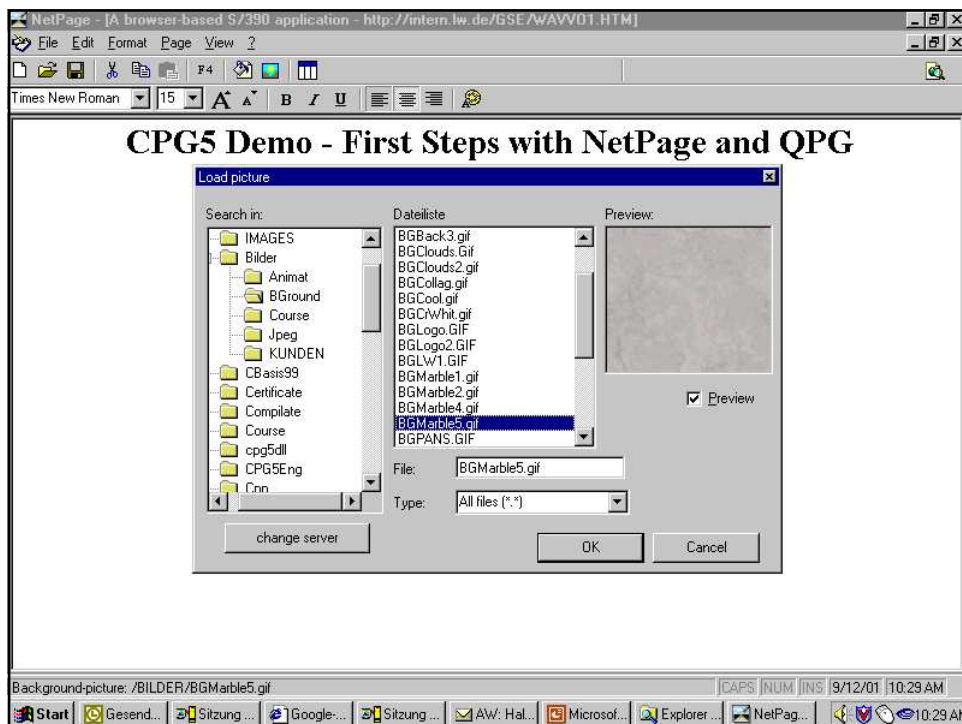 NetPage - [A browser-based S/390 application - http://intern.lw.de/GSE/WAVV01.HTM]
File Edit Format Page View ?
F4
Times New Roman 15 A A B I U
CPG5 Demo - First Steps with NetPage and QPG
Load picture
Search in:
IMAGES
Bilder
Animat
BGround
Course
Jpeg
KUNDEN
CBasis99
Certificate
Compilate
Course
cpg5dll
CPG5Eng
Cpp
change server
Dateiliste
BGBack3.gif
BGClouds.Gif
BGClouds2.gif
BGCollag.gif
BGCool.gif
BGCrWhit.gif
BGLogo.GIF
BGLogo2.GIF
BGLW1.GIF
BGMarble1.gif
BGMarble2.gif
BGMarble4.gif
BGMarble5.gif
BGPANS.GIF
File: BGMarble5.gif
Type: All files (*.*)
Preview:
Preview
OK Cancel
Background-picture: /BILDER/BGMarble5.gif CAPS NUM INS 9/12/01 10:29 AM
Start Gesend... Sitzung ... Google-... Sitzung ... AW: Hal... Microsof... Explorer ... NetPag... 10:29 AM